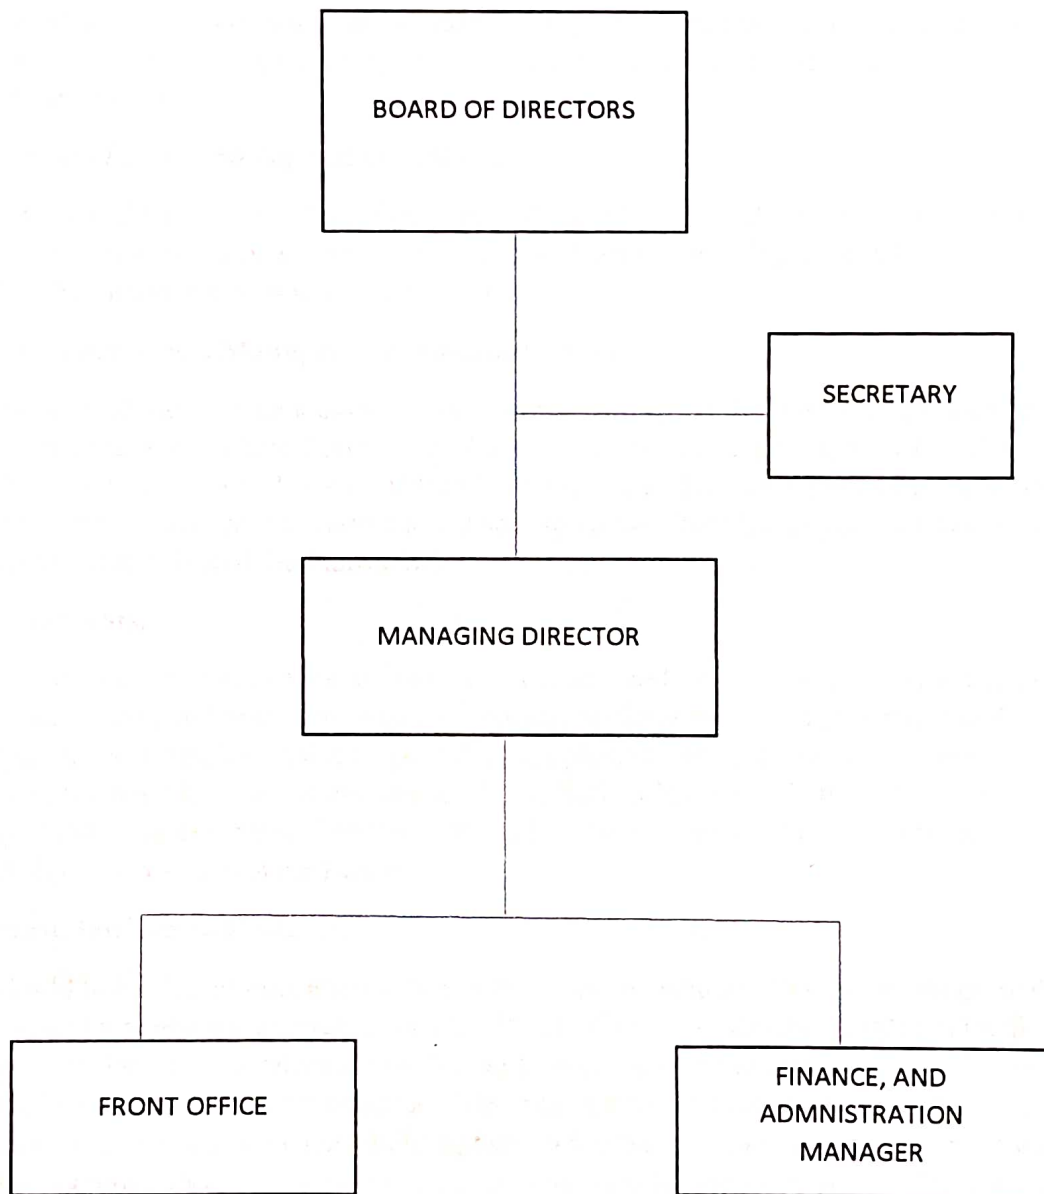 BOARD OF DIRECTORS
SECRETARY
MANAGING DIRECTOR
FRONT OFFICE
FINANCE, AND
ADMNISTRATION
MANAGER